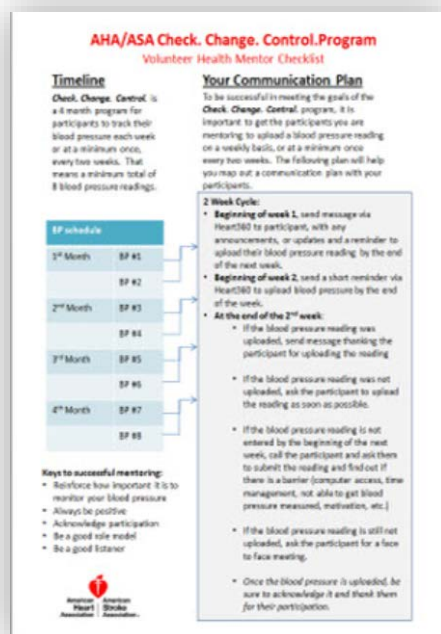 AHA/ASA Check. Change. Control.Program
Volunteer Health Mentor Checklist
Timeline
Check. Change. Control. is
a 4 month program for
participants to track their
blood pressure each week
or at a minimum once,
every two weeks. That
means a minimum total of
8 blood pressure readings.
BP schedule
1st Month BP #1
BP #2
2nd Month BP #3
BP #4
3rd Month BP #5
BP #6
4th Month BP #7
BP #8
Keys to successful mentoring:
• Reinforce how important it is to
monitor your blood pressure
• Always be positive
• Acknowledge participation
• Be a good role model
• Be a good listener
American Heart Association
American Stroke Association
Your Communication Plan
To be successful in meeting the goals of the
Check. Change. Control. program, it is
important to get the participants you are
mentoring to upload a blood pressure reading
on a weekly basis, or at a minimum once
every two weeks. The following plan will help
you map out a communication plan with your
participants.
2 Week Cycle:
• Beginning of week 1, send message via
Heart360 to participant, with any
announcements, or updates and a reminder to
upload their blood pressure reading by the end
of the next week.
• Beginning of week 2, send a short reminder via
Heart360 to upload blood pressure by the end
of the week.
• At the end of the 2nd week:
• If the blood pressure reading was
uploaded, send message thanking the
participant for uploading the reading
• If the blood pressure reading was not
uploaded, ask the participant to upload
the reading as soon as possible.
• If the blood pressure reading is not
entered by the beginning of the next
week, call the participant and ask them
to submit the reading and find out if
there is a barrier (computer access, time
management, not able to get blood
pressure measured, motivation, etc.)
• If the blood pressure reading is still not
uploaded, ask the participant for a face
to face meeting.
• Once the blood pressure is uploaded, be
sure to acknowledge it and thank them
for their participation.